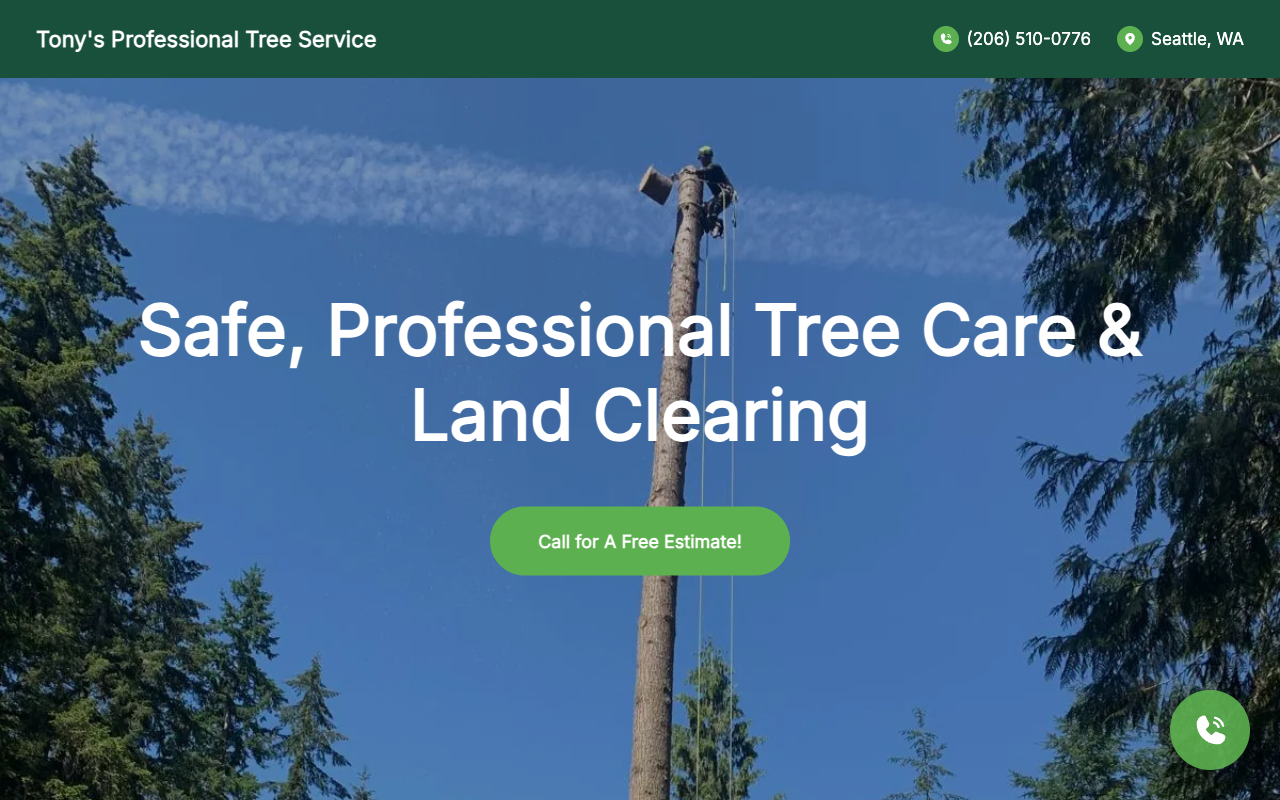 Tony's Professional Tree Service
(206) 510-0776
Seattle, WA
Safe, Professional Tree Care &
Land Clearing
Call for A Free Estimate!